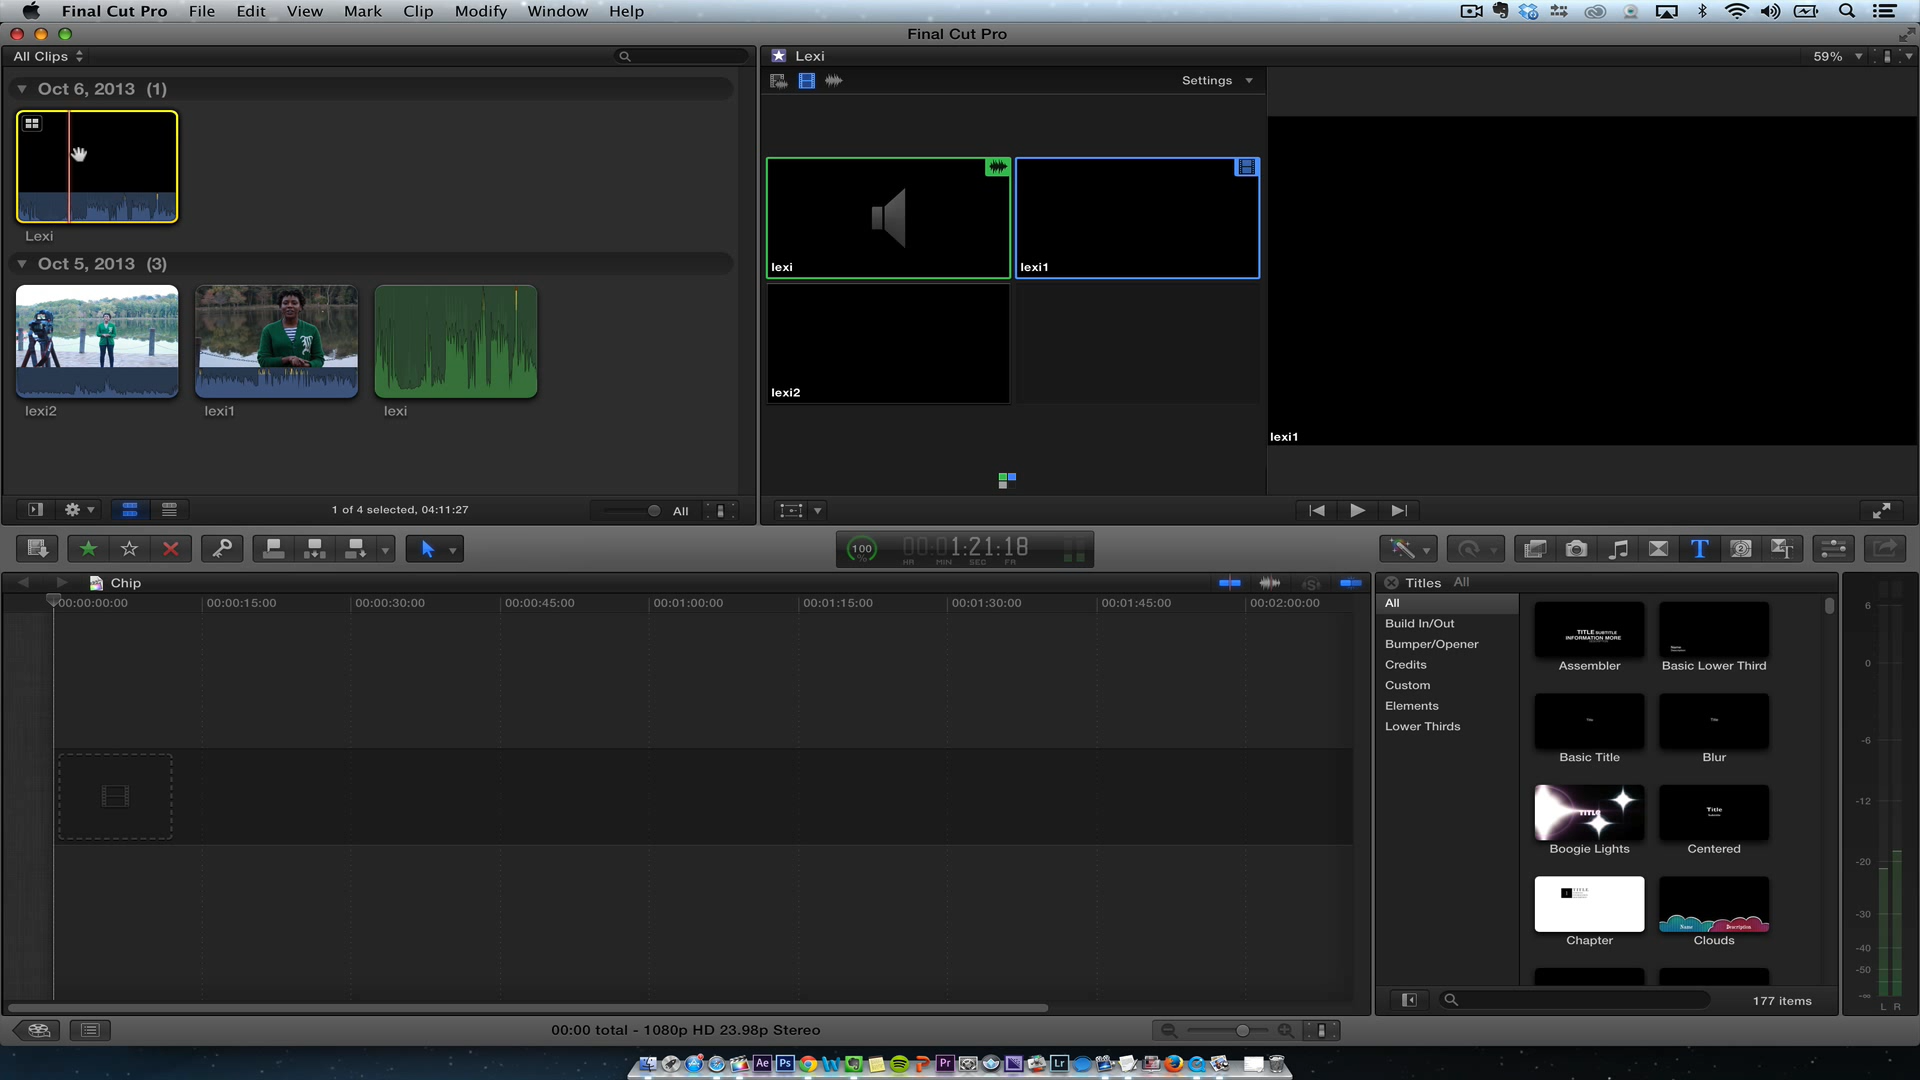 Final Cut Pro File Edit View Mark Clip Modify Window Help
Final Cut Pro
All Clips
Lexi
59%
Oct 6, 2013 (1)
Settings
Lexi
lexi
lexi1
Oct 5, 2013 (3)
lexi2
lexi1
lexi2
lexi1
lexi
1 of 4 selected, 04:11:27
All
100
%
00:01:21:18
HR MIN SEC FR
Chip
Titles All
00:00:00:00
00:00:15:00
00:00:30:00
00:00:45:00
00:01:00:00
00:01:15:00
00:01:30:00
00:01:45:00
00:02:00:00
All
Build In/Out
Bumper/Opener
Credits
Custom
Elements
Lower Thirds
TITLE SUBTITLE
INFORMATION MORE
Assembler
Name
Basic Lower Third
Title
Basic Title
Title
Blur
TITLE
Boogie Lights
Title
Centered
TITLE
Chapter
Name
Description
Clouds
6
0
-6
-12
-20
-30
-40
-50
-∞
L R
177 items
00:00 total - 1080p HD 23.98p Stereo
Ae
Ps
Pr
Lr